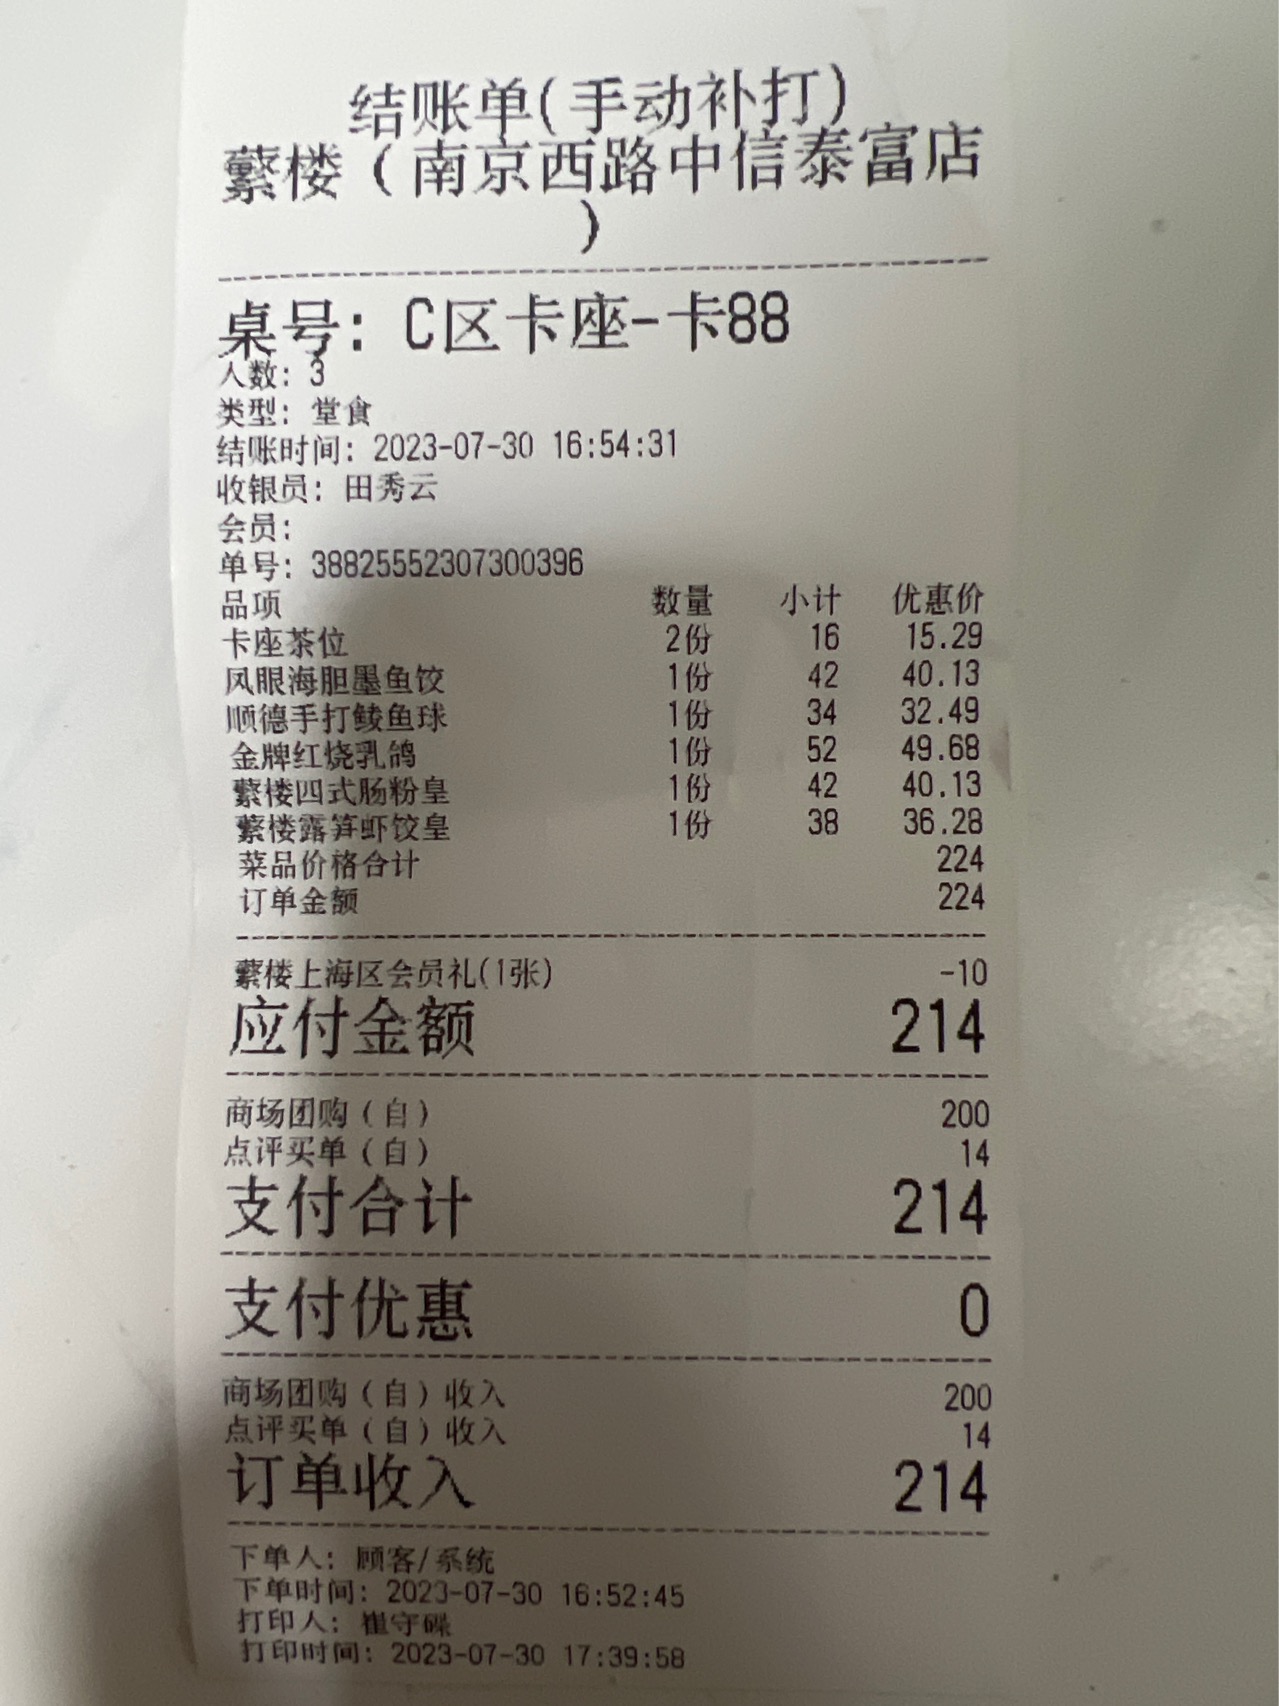 结账单(手动补打)
蘩楼（南京西路中信泰富店
）
桌号: C区卡座-卡88
人数: 3
类型: 堂食
结账时间: 2023-07-30 16:54:31
收银员: 田秀云
会员:
单号: 38825552307300396
品项 数量 小计 优惠价
卡座茶位 2份 16 15.29
凤眼海胆墨鱼饺 1份 42 40.13
顺德手打鲮鱼球 1份 34 32.49
金牌红烧乳鸽 1份 52 49.68
蘩楼四式肠粉皇 1份 42 40.13
蘩楼露笋虾饺皇 1份 38 36.28
菜品价格合计 224
订单金额 224
蘩楼上海区会员礼(1张) -10
应付金额 214
商场团购（自） 200
点评买单（自） 14
支付合计 214
支付优惠 0
商场团购（自）收入 200
点评买单（自）收入 14
订单收入 214
下单人: 顾客/系统
下单时间: 2023-07-30 16:52:45
打印人: 崔守碟
打印时间: 2023-07-30 17:39:58